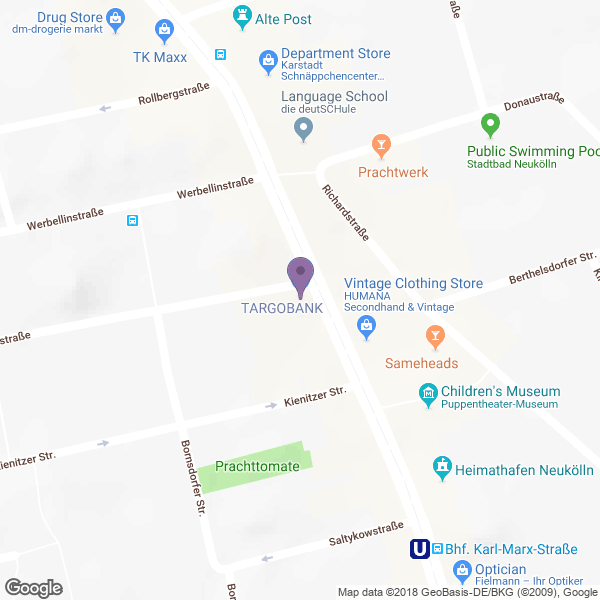 Drug Store
dm-drogerie markt
TK Maxx
Alte Post
Department Store
Karstadt
Schnäppchencenter...
Rollbergstraße
Language School
die deutSCHule
Donaustraße
Public Swimming Poo
Stadtbad Neukölln
Prachtwerk
Werbellinstraße
Werbellinstraße
Richardstraße
Berthelsdorfer Str.
Vintage Clothing Store
HUMANA
Secondhand & Vintage
TARGOBANK
straße
Sameheads
Children's Museum
Puppentheater-Museum
Kienitzer Str.
Kienitzer Str.
Bornsdorfer Str.
Prachttomate
Heimathafen Neukölln
Saltykowstraße
U
Bhf. Karl-Marx-Straße
Optician
Fielmann – Ihr Optiker
Google
Map data ©2018 GeoBasis-DE/BKG (©2009), Google